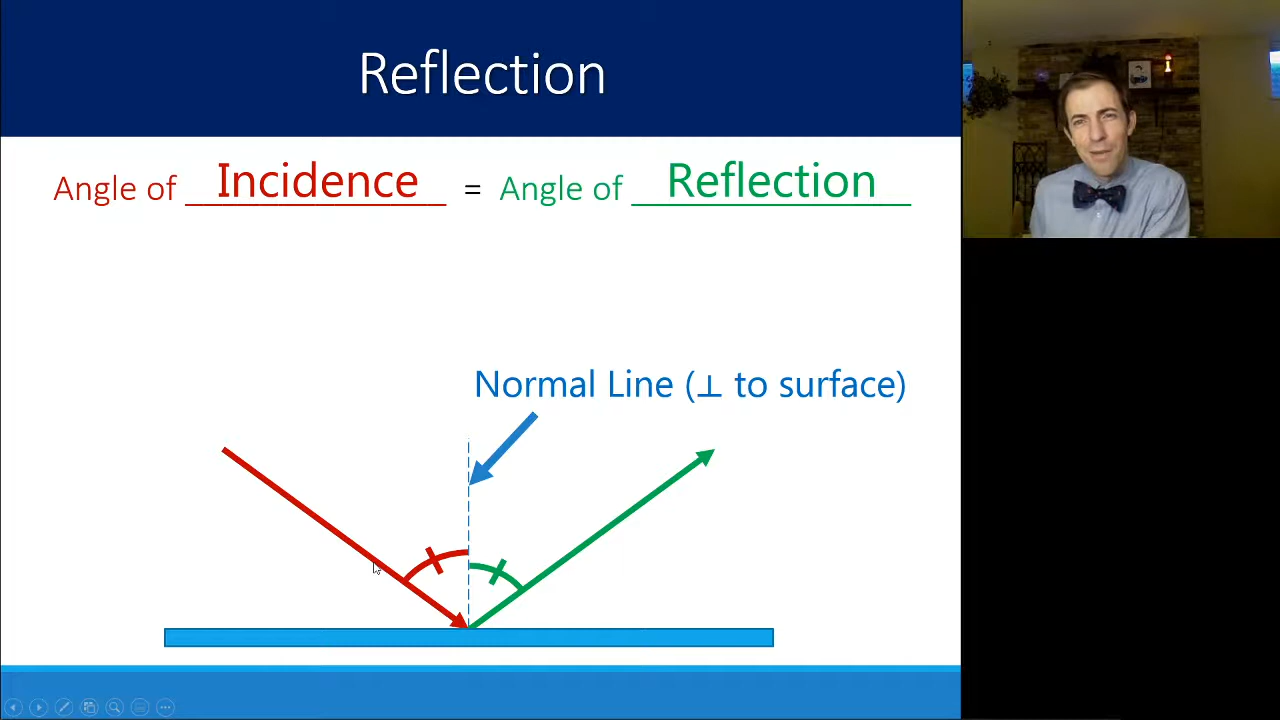 Reflection
Angle of Incidence = Angle of Reflection
Normal Line (⊥ to surface)